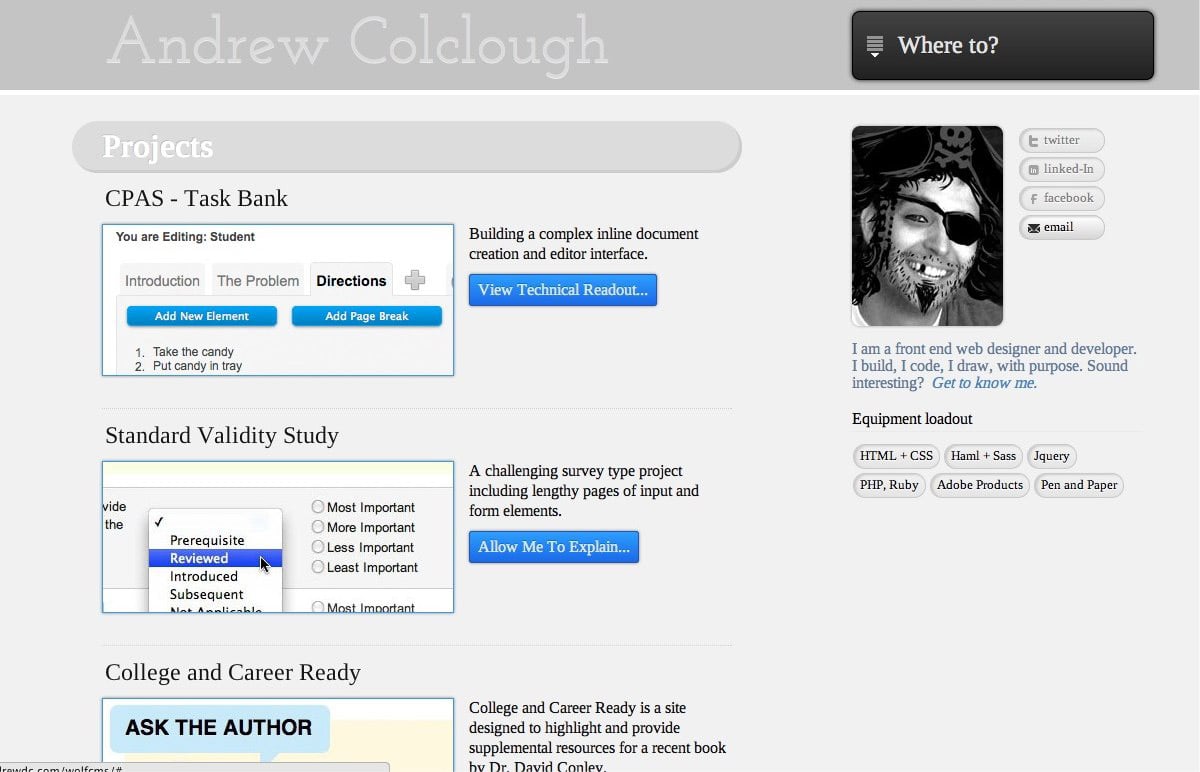 Andrew Colclough
Where to?
Projects
CPAS - Task Bank
You are Editing: Student
Introduction The Problem Directions
Add New Element Add Page Break
1. Take the candy
2. Put candy in tray
Building a complex inline document
creation and editor interface.
View Technical Readout...
Standard Validity Study
vide
the
✓
Prerequisite
Reviewed
Introduced
Subsequent
Not Applicable
Most Important
More Important
Less Important
Least Important
Most Important
A challenging survey type project
including lengthy pages of input and
form elements.
Allow Me To Explain...
College and Career Ready
ASK THE AUTHOR
College and Career Ready is a site
designed to highlight and provide
supplemental resources for a recent book
by Dr. David Conley.
twitter
linked-In
facebook
email
I am a front end web designer and developer.
I build, I code, I draw, with purpose. Sound
interesting? Get to know me.
Equipment loadout
HTML + CSS Haml + Sass Jquery
PHP, Ruby Adobe Products Pen and Paper